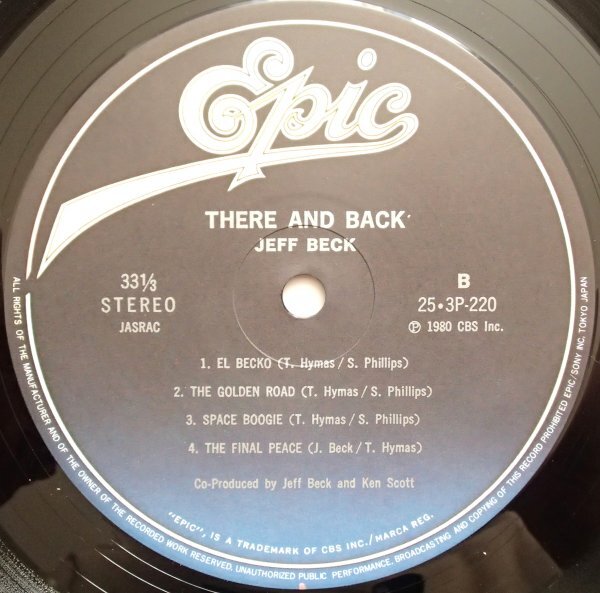 Epic
THERE AND BACK
JEFF BECK
33⅓
STEREO
JASRAC
B
25・3P-220
Ⓟ 1980 CBS Inc.
1. EL BECKO (T. Hymas/S. Phillips)
2. THE GOLDEN ROAD (T. Hymas/S. Phillips)
3. SPACE BOOGIE (T. Hymas/S. Phillips)
4. THE FINAL PEACE (J. Beck/T. Hymas)
Co-Produced by Jeff Beck and Ken Scott
"EPIC", IS A TRADEMARK OF CBS INC./MARCA REG.
ALL RIGHTS OF THE MANUFACTURER AND OF THE OWNER OF THE RECORDED WORK RESERVED. UNAUTHORIZED PUBLIC PERFORMANCE, BROADCASTING AND COPYING OF THIS RECORD PROHIBITED EPIC/SONY INC. TOKYO JAPAN